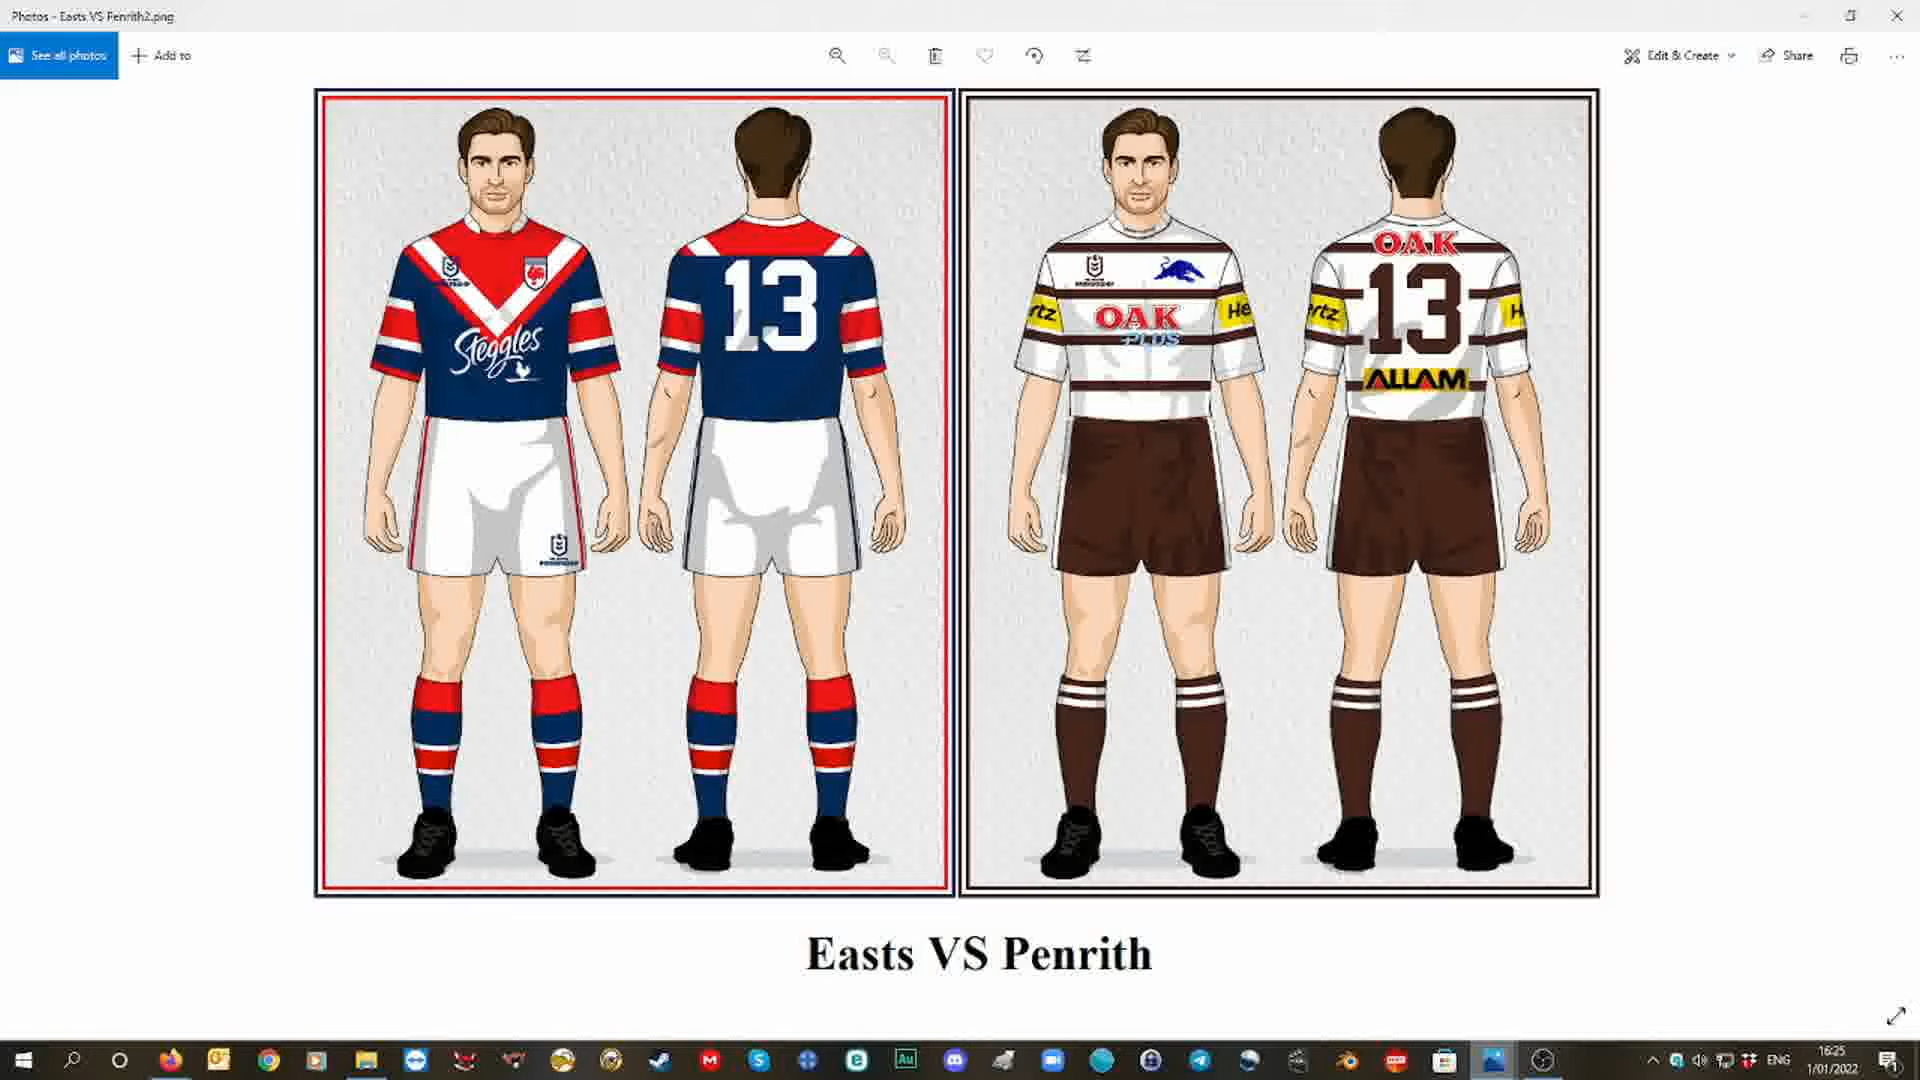 Photos - Easts VS Penrith2.png
See all photos
Add to
Edit & Create
Share
Steggles
13
OAK
PLUS
rtz
He
OAK
13
rtz
H
ALLAM
Easts VS Penrith
Au
ENG
16:25
1/01/2022